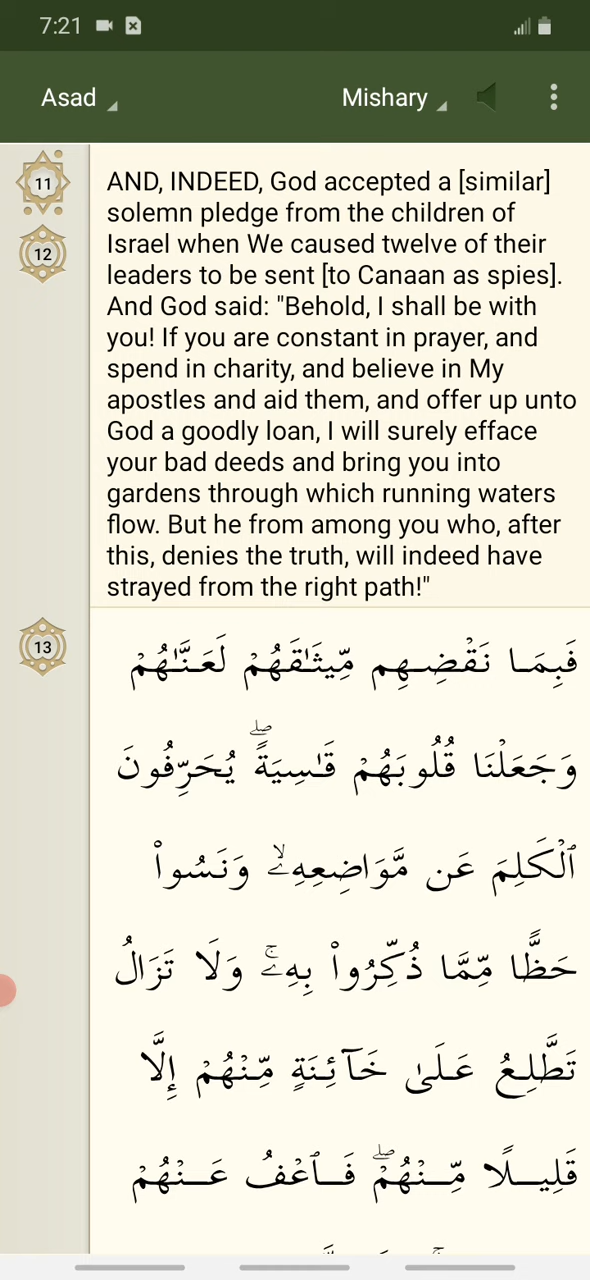 7:21
Asad
Mishary
11
12
AND, INDEED, God accepted a [similar]
solemn pledge from the children of
Israel when We caused twelve of their
leaders to be sent [to Canaan as spies].
And God said: "Behold, I shall be with
you! If you are constant in prayer, and
spend in charity, and believe in My
apostles and aid them, and offer up unto
God a goodly loan, I will surely efface
your bad deeds and bring you into
gardens through which running waters
flow. But he from among you who, after
this, denies the truth, will indeed have
strayed from the right path!"
13
فَبِمَا نَقْضِهِم مِّيثَـٰقَهُمْ لَعَنَّـٰهُمْ
وَجَعَلْنَا قُلُوبَهُمْ قَـٰسِيَةً ۖ يُحَرِّفُونَ
ٱلْكَلِمَ عَن مَّوَاضِعِهِۦ ۙ وَنَسُوا۟
حَظًّا مِّمَّا ذُكِّرُوا۟ بِهِۦ ۚ وَلَا تَزَالُ
تَطَّلِعُ عَلَىٰ خَآئِنَةٍ مِّنْهُمْ إِلَّا
قَلِيلًا مِّنْهُمْ ۖ فَٱعْفُ عَنْهُمْ